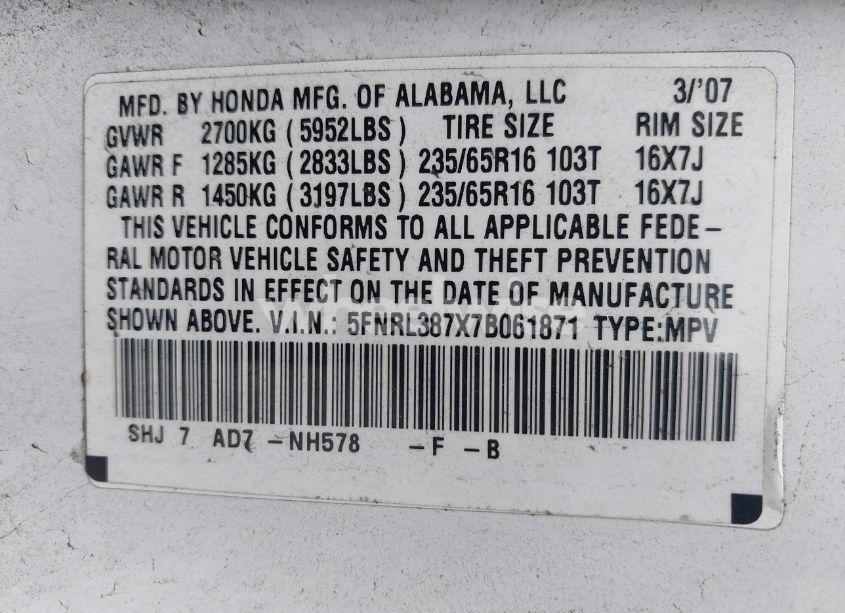 MFD. BY HONDA MFG. OF ALABAMA, LLC 3/'07
GVWR 2700KG (5952LBS) TIRE SIZE RIM SIZE
GAWR F 1285KG (2833LBS) 235/65R16 103T 16X7J
GAWR R 1450KG (3197LBS) 235/65R16 103T 16X7J
THIS VEHICLE CONFORMS TO ALL APPLICABLE FEDE-
RAL MOTOR VEHICLE SAFETY AND THEFT PREVENTION
STANDARDS IN EFFECT ON THE DATE OF MANUFACTURE
SHOWN ABOVE. V.I.N.: 5FNRL387X7B061871 TYPE:MPV
SHJ 7 AD7 -NH578 -F -B